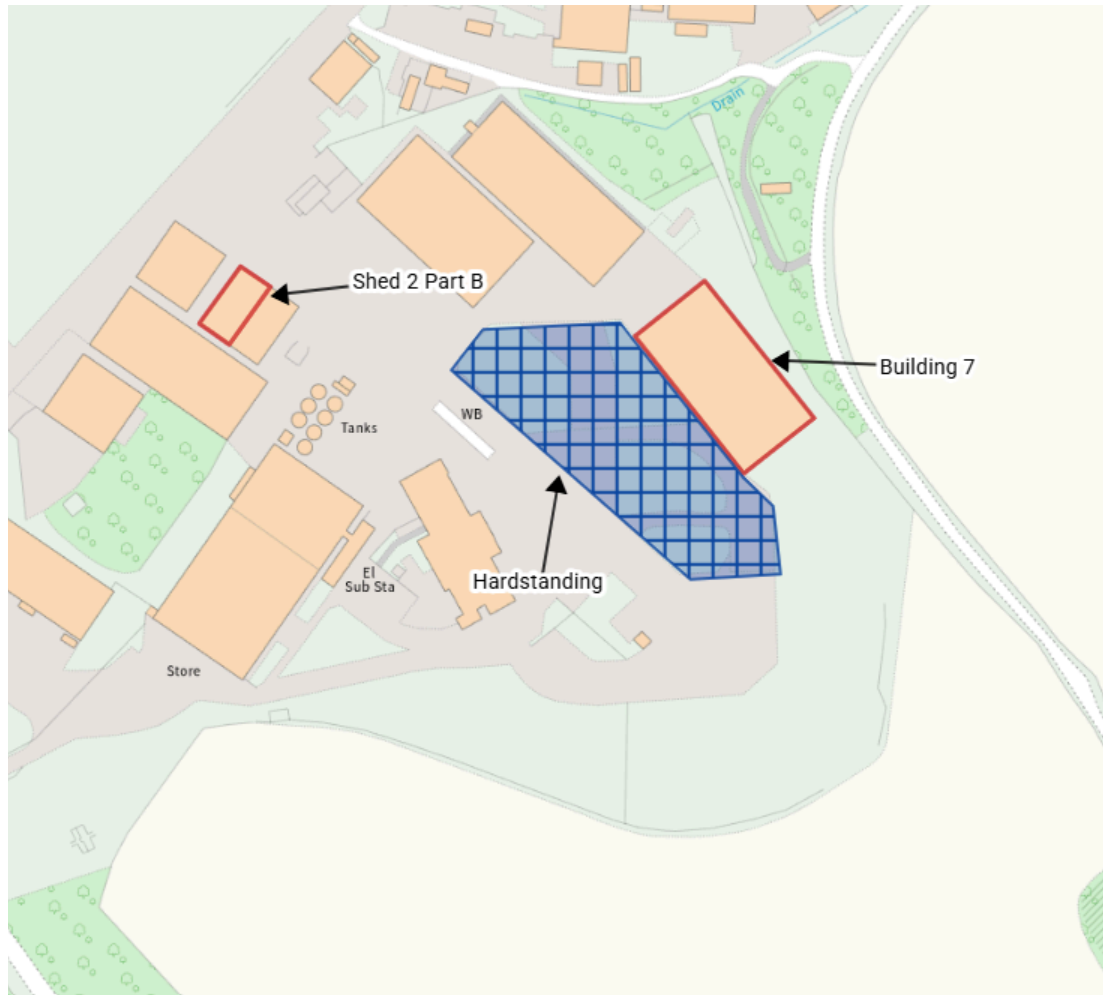 Drain
Shed 2 Part B
Building 7
WB
Tanks
Hardstanding
El
Sub Sta
Store